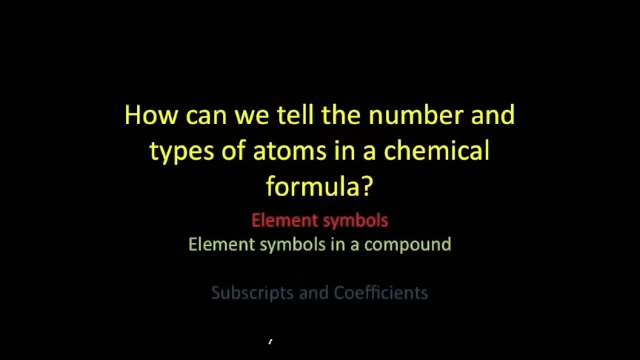 How can we tell the number and
types of atoms in a chemical
formula?
Element symbols
Element symbols in a compound
Subscripts and Coefficients